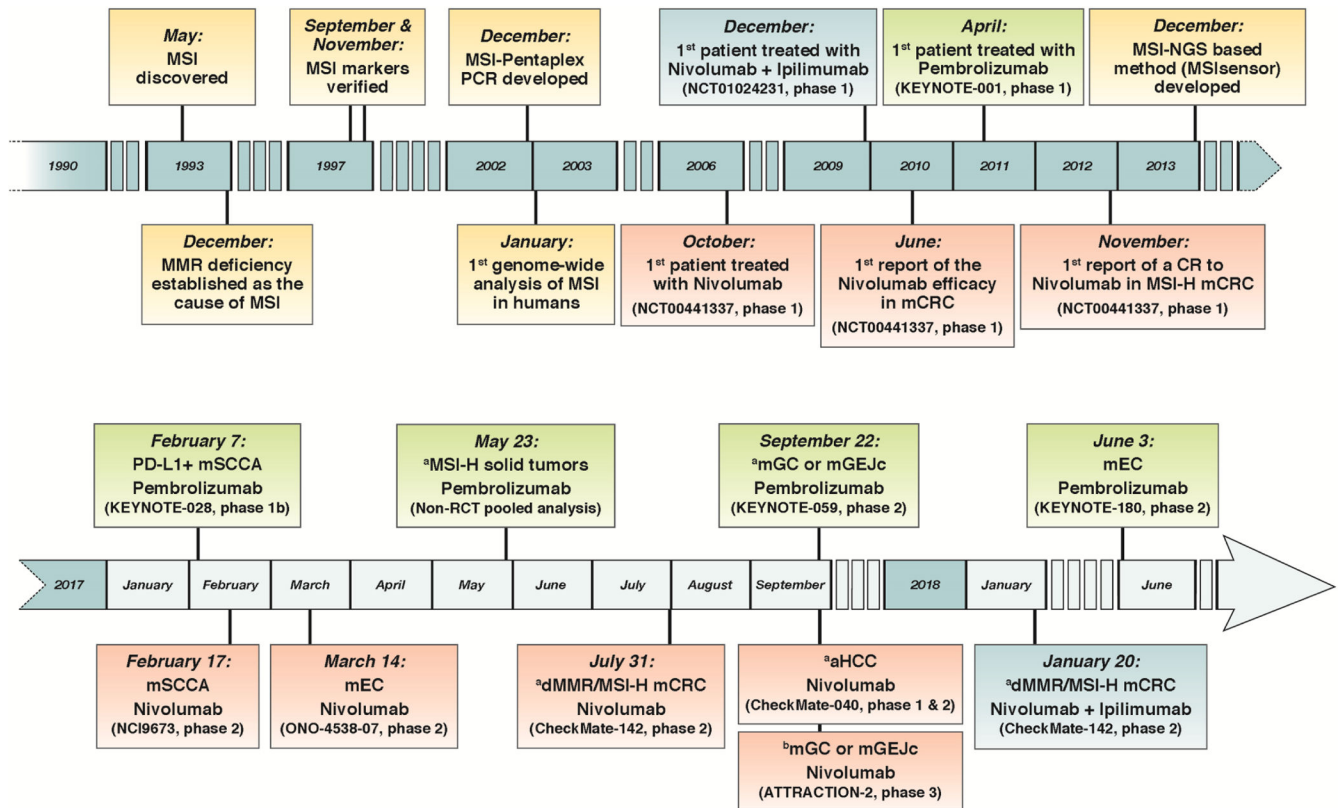 May:
MSI
discovered
September &
November:
MSI markers
verified
December:
MSI-Pentaplex
PCR developed
December:
1st patient treated with
Nivolumab + Ipilimumab
(NCT01024231, phase 1)
April:
1st patient treated with
Pembrolizumab
(KEYNOTE-001, phase 1)
December:
MSI-NGS based
method (MSIsensor)
developed
1990
1993
1997
2002
2003
2006
2009
2010
2011
2012
2013
December:
MMR deficiency
established as the
cause of MSI
January:
1st genome-wide
analysis of MSI
in humans
October:
1st patient treated
with Nivolumab
(NCT00441337, phase 1)
June:
1st report of the
Nivolumab efficacy
in mCRC
(NCT00441337, phase 1)
November:
1st report of a CR to
Nivolumab in MSI-H mCRC
(NCT00441337, phase 1)
February 7:
PD-L1+ mSCCA
Pembrolizumab
(KEYNOTE-028, phase 1b)
May 23:
aMSI-H solid tumors
Pembrolizumab
(Non-RCT pooled analysis)
September 22:
amGC or mGEJc
Pembrolizumab
(KEYNOTE-059, phase 2)
June 3:
mEC
Pembrolizumab
(KEYNOTE-180, phase 2)
2017
January
February
March
April
May
June
July
August
September
2018
January
June
February 17:
mSCCA
Nivolumab
(NCI9673, phase 2)
March 14:
mEC
Nivolumab
(ONO-4538-07, phase 2)
July 31:
adMMR/MSI-H mCRC
Nivolumab
(CheckMate-142, phase 2)
aaHCC
Nivolumab
(CheckMate-040, phase 1 & 2)
bmGC or mGEJc
Nivolumab
(ATTRACTION-2, phase 3)
January 20:
adMMR/MSI-H mCRC
Nivolumab + Ipilimumab
(CheckMate-142, phase 2)